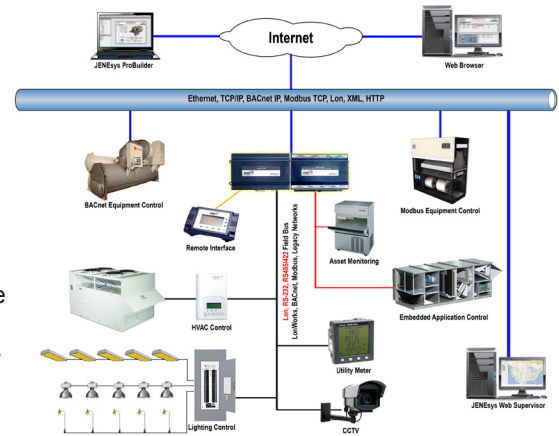 Internet
JENEsys ProBuilder
Web Browser
Ethernet, TCP/IP, BACnet IP, Modbus TCP, Lon, XML, HTTP
BACnet Equipment Control
Modbus Equipment Control
Remote Interface
Lon, RS-232, RS485/422 Field Bus
LonWorks, BACnet, Modbus, Legacy Networks
Asset Monitoring
e
HVAC Control
Embedded Application Control
Utility Meter
JENEsys Web Supervisor
Lighting Control
CCTV